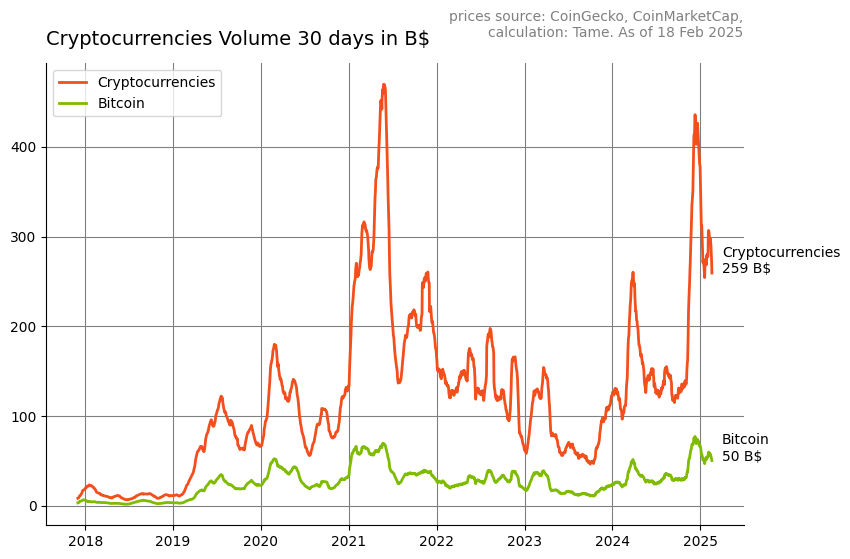 prices source: CoinGecko, CoinMarketCap,
calculation: Tame. As of 18 Feb 2025
Cryptocurrencies Volume 30 days in B$
Cryptocurrencies
Bitcoin
400
300
200
100
0
Cryptocurrencies
259 B$
Bitcoin
50 B$
2018
2019
2020
2021
2022
2023
2024
2025